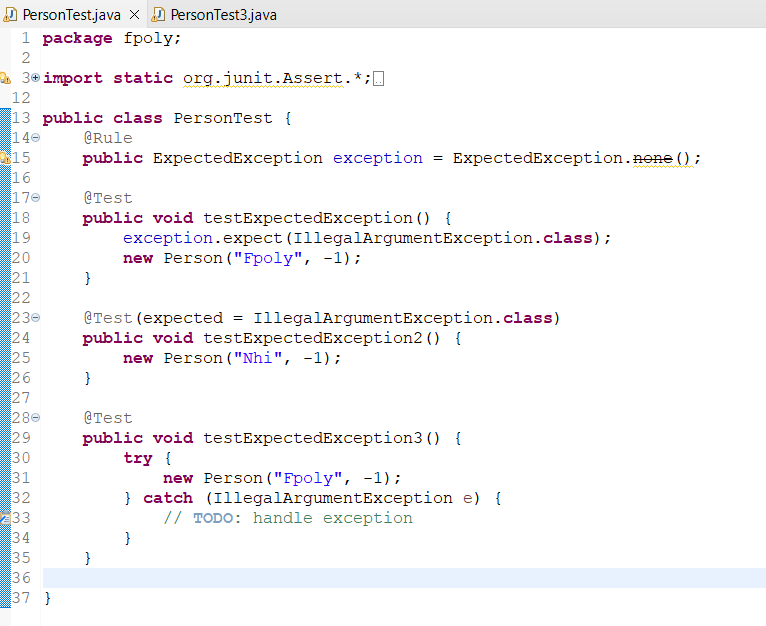 PersonTest.java PersonTest3.java
1 package fpoly;
2
3 import static org.junit.Assert.*;
12
13 public class PersonTest {
14     @Rule
15     public ExpectedException exception = ExpectedException.none();
16
17     @Test
18     public void testExpectedException() {
19         exception.expect(IllegalArgumentException.class);
20         new Person("Fpoly", -1);
21     }
22
23     @Test(expected = IllegalArgumentException.class)
24     public void testExpectedException2() {
25         new Person("Nhi", -1);
26     }
27
28     @Test
29     public void testExpectedException3() {
30         try {
31             new Person("Fpoly", -1);
32         } catch (IllegalArgumentException e) {
33             // TODO: handle exception
34         }
35     }
36
37 }